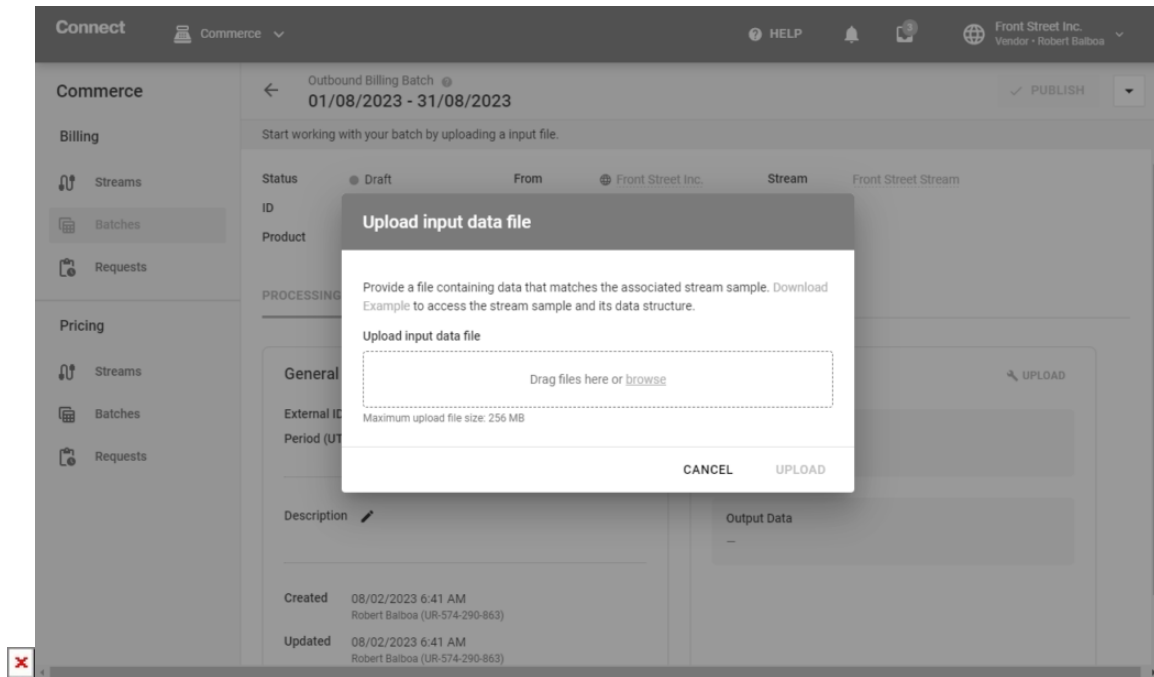 Connect
Commerce
HELP
3
Front Street Inc.
Vendor • Robert Balboa
Commerce
Billing
Streams
Batches
Requests
Pricing
Streams
Batches
Requests
Outbound Billing Batch
01/08/2023 - 31/08/2023
PUBLISH
Start working with your batch by uploading a input file.
Status Draft From Front Street Inc. Stream Front Street Stream
ID
Product
PROCESSING
Upload input data file
Provide a file containing data that matches the associated stream sample. Download
Example to access the stream sample and its data structure.
Upload input data file
Drag files here or browse
Maximum upload file size: 256 MB
CANCEL UPLOAD
General
UPLOAD
External ID
Period (UT
Description
Output Data
–
Created 08/02/2023 6:41 AM
Robert Balboa (UR-574-290-863)
Updated 08/02/2023 6:41 AM
Robert Balboa (UR-574-290-863)